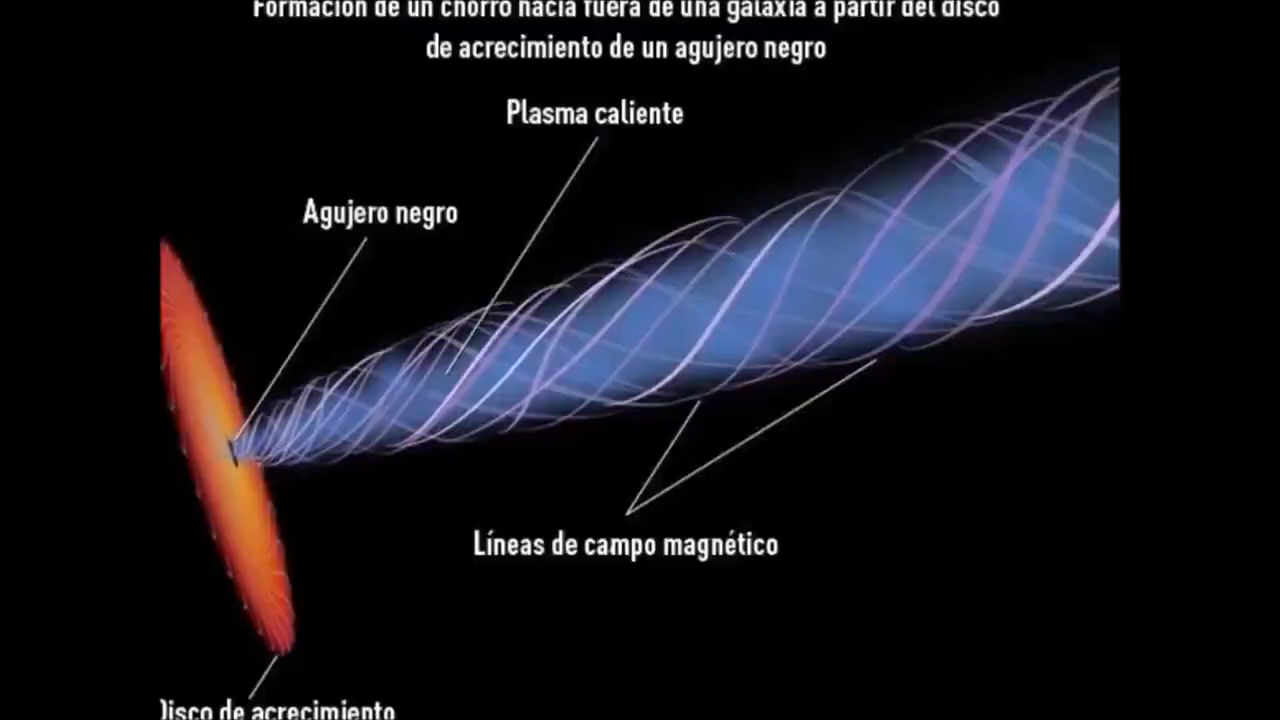 Formación de un chorro hacia fuera de una galaxia a partir del disco
de acrecimiento de un agujero negro
Plasma caliente
Agujero negro
Líneas de campo magnético
Disco de acrecimiento